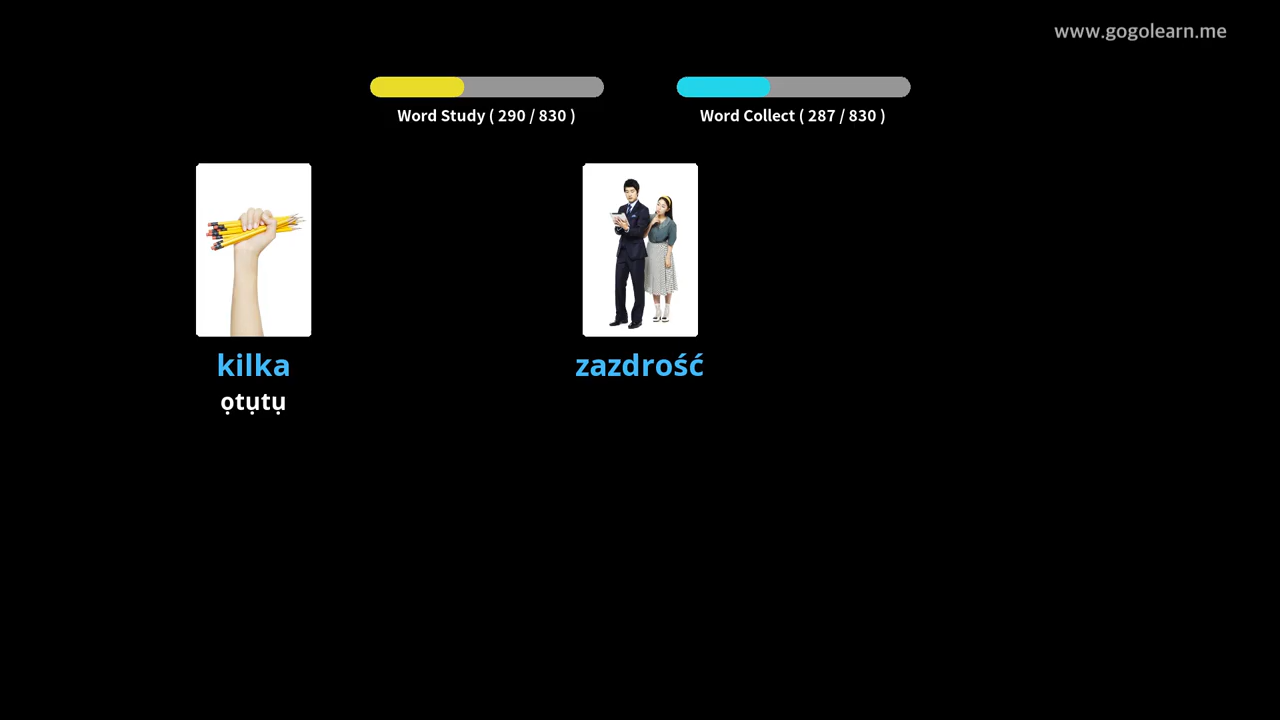 www.gogolearn.me
Word Study ( 290 / 830 )
Word Collect ( 287 / 830 )
kilka
ọtụtụ
zazdrość